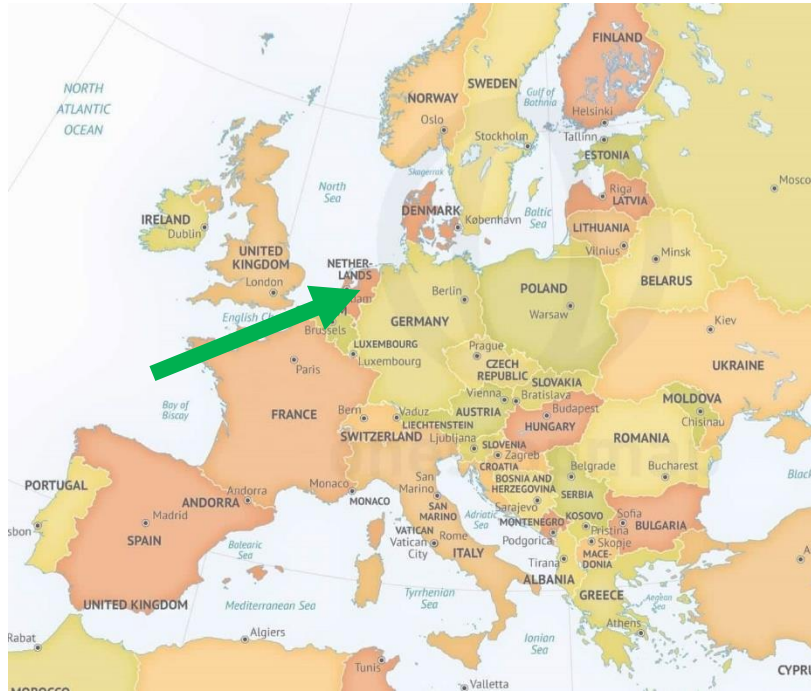 FINLAND
NORTH
ATLANTIC
OCEAN
SWEDEN
NORWAY
Gulf of
Bothnia
Helsinki
Oslo
Stockholm
Tallinn
ESTONIA
Skagerrak
North
Sea
Riga
LATVIA
DENMARK
København
Baltic
Sea
IRELAND
Dublin
LITHUANIA
Vilnius
Minsk
UNITED
KINGDOM
London
NETHER-
LANDS
BELARUS
Berlin
POLAND
Warsaw
English
Brussels
GERMANY
Kiev
LUXEMBOURG
Luxembourg
Prague
CZECH
REPUBLIC
UKRAINE
Paris
SLOVAKIA
Vienna
Bratislava
MOLDOVA
Chisinau
Bay of
Biscay
FRANCE
Bern
Vaduz
LIECHTENSTEIN
AUSTRIA
Budapest
HUNGARY
SWITZERLAND
Ljubljana
SLOVENIA
Zagreb
CROATIA
ROMANIA
Bucharest
BOSNIA AND
HERZEGOVINA
Belgrade
SERBIA
Sarajevo
PORTUGAL
ANDORRA
Andorra
Monaco
MONACO
San
Marino
SAN
MARINO
Adriatic
Sea
MONTENEGRO
Podgorica
KOSOVO
Pristina
Sofia
BULGARIA
Skopje
Madrid
SPAIN
VATICAN
Vatican
City
Rome
ITALY
MACE-
DONIA
Tirana
ALBANIA
Balearic
Sea
GREECE
Tyrrhenian
Sea
Aegean
Sea
Athens
UNITED KINGDOM
Mediterranean Sea
Ionian
Sea
Rabat
Algiers
Tunis
Valletta